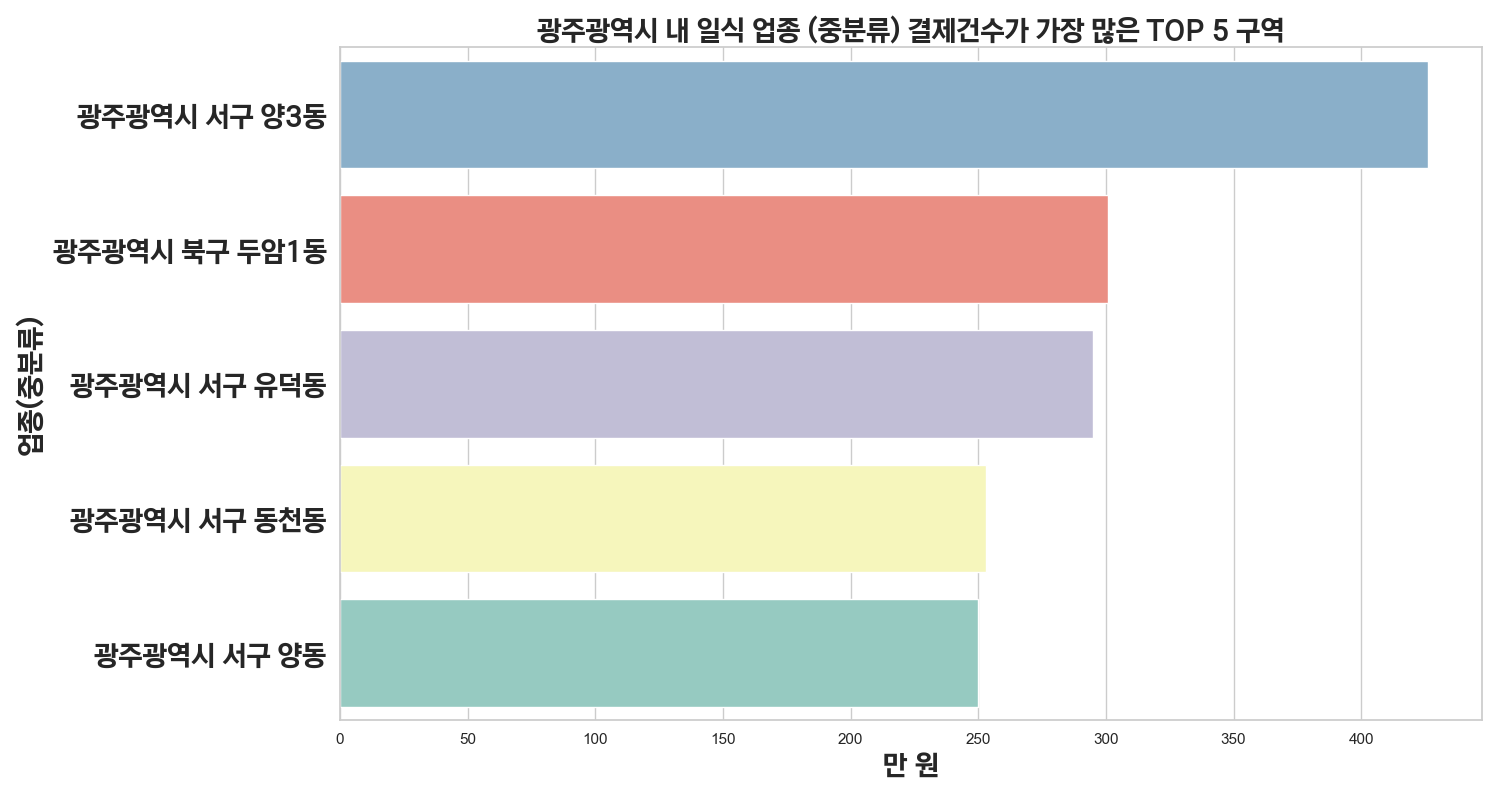 광주광역시 내 일식 업종 (중분류) 결제건수가 가장 많은 TOP 5 구역
업종(중분류)
광주광역시 서구 양3동
광주광역시 북구 두암1동
광주광역시 서구 유덕동
광주광역시 서구 동천동
광주광역시 서구 양동
0 50 100 150 200 250 300 350 400
만 원